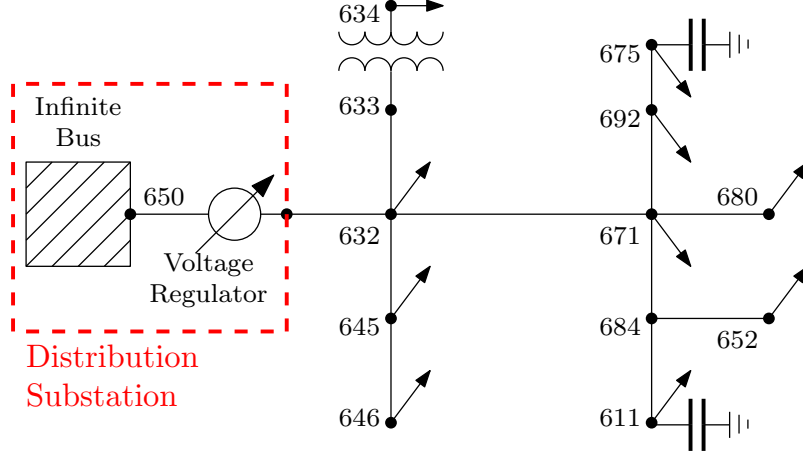 634
675
Infinite
Bus
633
692
650
680
632
671
Voltage
Regulator
645
684
652
Distribution
Substation
646
611